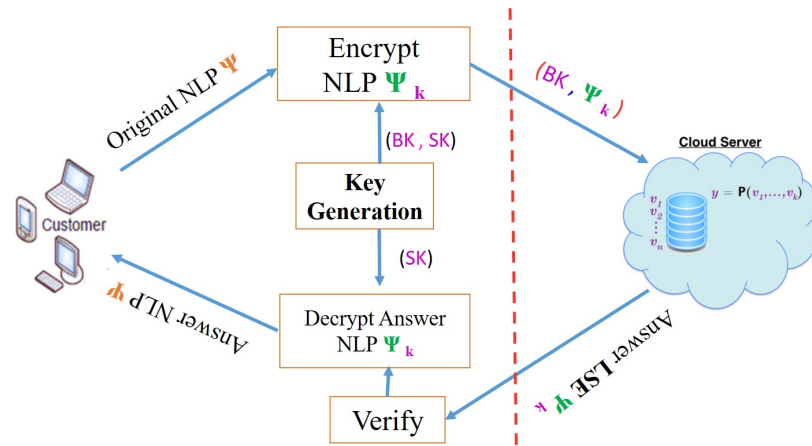 Encrypt
NLP Ψ k
Original NLP Ψ
(BK, Ψ k)
(BK , SK)
Cloud Server
Key
Generation
y = P(v1,...,vk)
v1
v2
⋮
vn
Customer
(SK)
Decrypt Answer
NLP Ψ k
Answer NLP Ψ
Answer LSE Ψ k
Verify